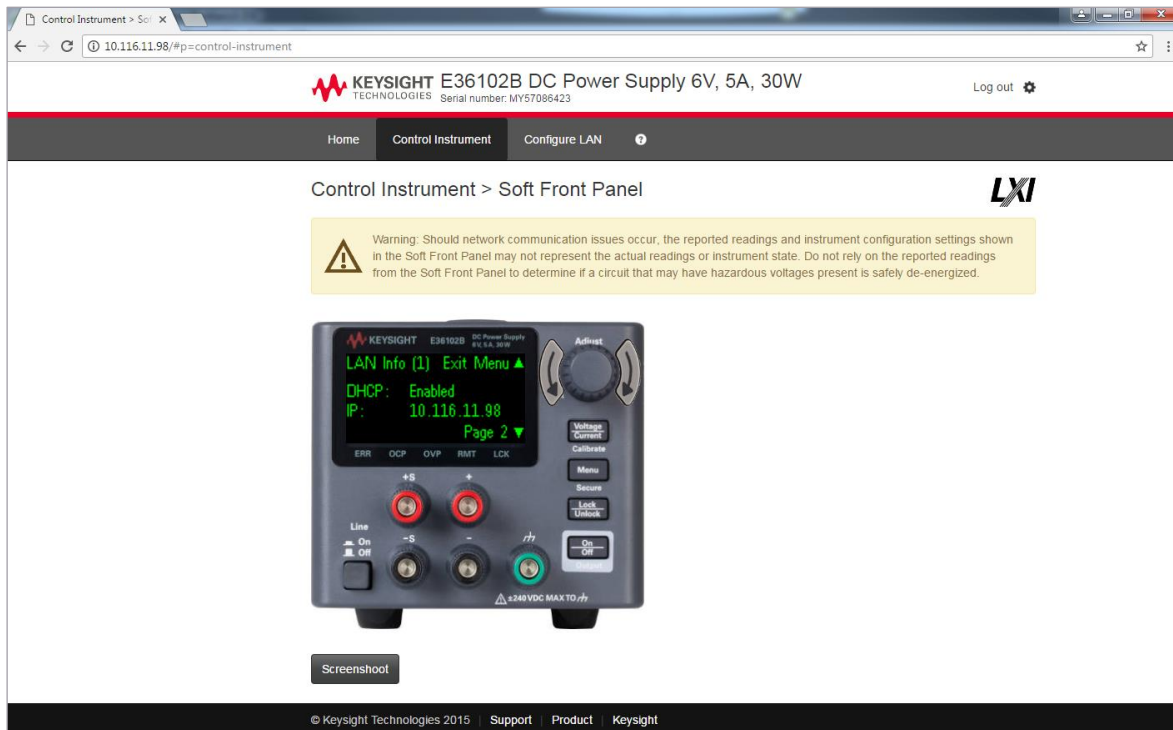 Control Instrument > Sof
10.116.11.98/#p=control-instrument
KEYSIGHT TECHNOLOGIES
E36102B DC Power Supply 6V, 5A, 30W
Serial number: MY57086423
Log out
Home Control Instrument Configure LAN ?
Control Instrument > Soft Front Panel
LXI
Warning: Should network communication issues occur, the reported readings and instrument configuration settings shown
in the Soft Front Panel may not represent the actual readings or instrument state. Do not rely on the reported readings
from the Soft Front Panel to determine if a circuit that may have hazardous voltages present is safely de-energized.
KEYSIGHT E36102B DC Power Supply
6V, 5A, 30W
Adjust
LAN Info (1) Exit Menu ▲
DHCP: Enabled
IP: 10.116.11.98
Page 2 ▼
ERR OCP OVP RMT LCK
Voltage
Current
Calibrate
Menu
Secure
Lock
Unlock
On
Off
Output
+S +
Line
On
Off
-S -
±240 VDC MAX TO
Screenshoot
© Keysight Technologies 2015 | Support | Product | Keysight